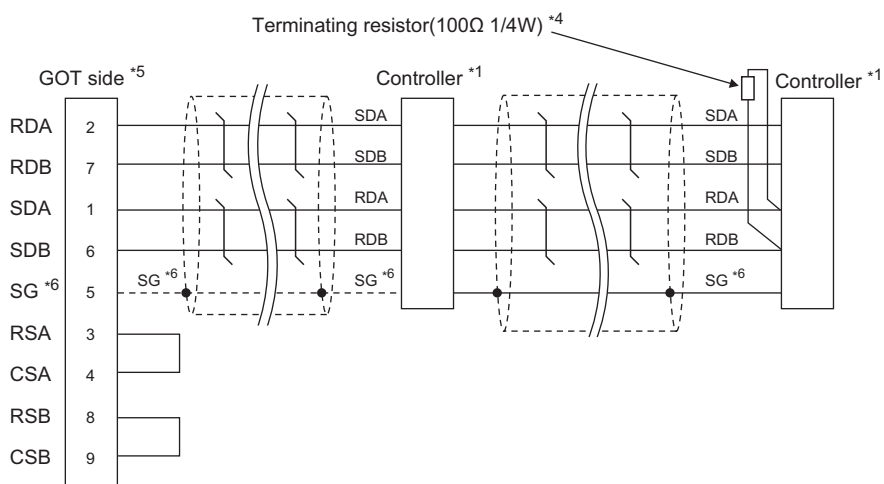 Terminating resistor(100Ω 1/4W) *4
GOT side *5
Controller *1
Controller *1
RDA 2 SDA SDA
RDB 7 SDB SDB
SDA 1 RDA RDA
SDB 6 RDB RDB
SG *6 5 SG *6 SG *6 SG *6
RSA 3
CSA 4
RSB 8
CSB 9